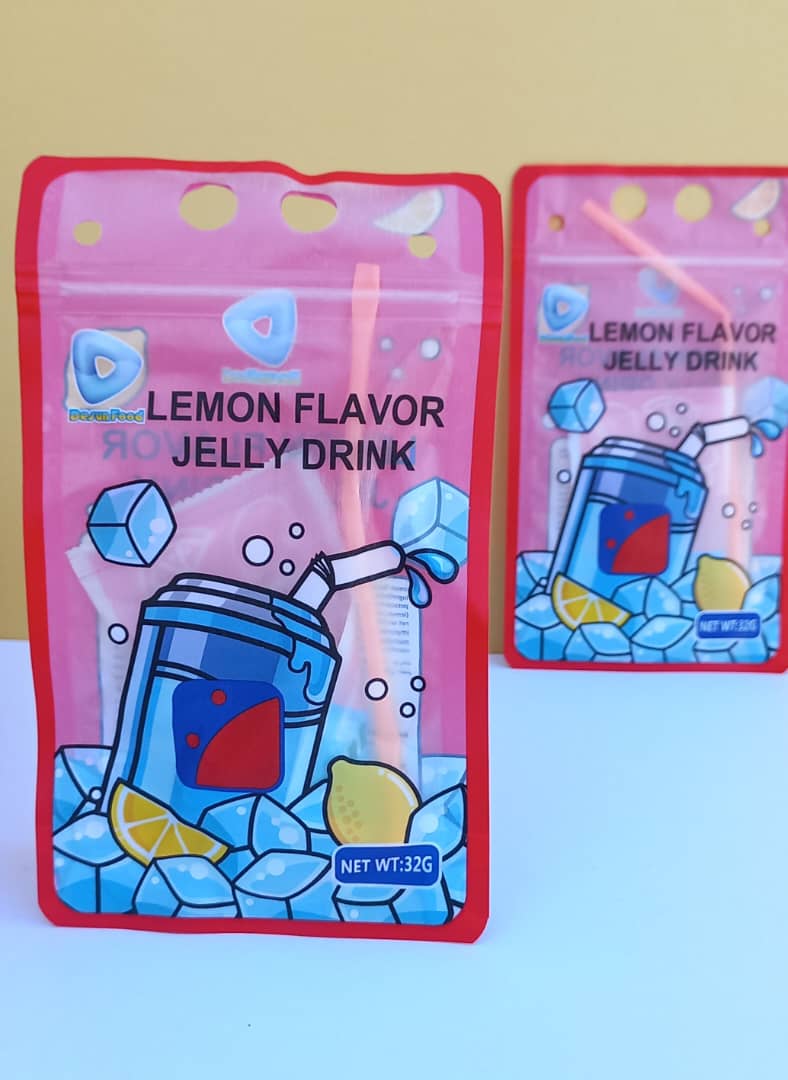 Desun Food
LEMON FLAVOR
JELLY DRINK
NET WT:32G
LEMON FLAVOR
JELLY DRINK
NET WT:32G